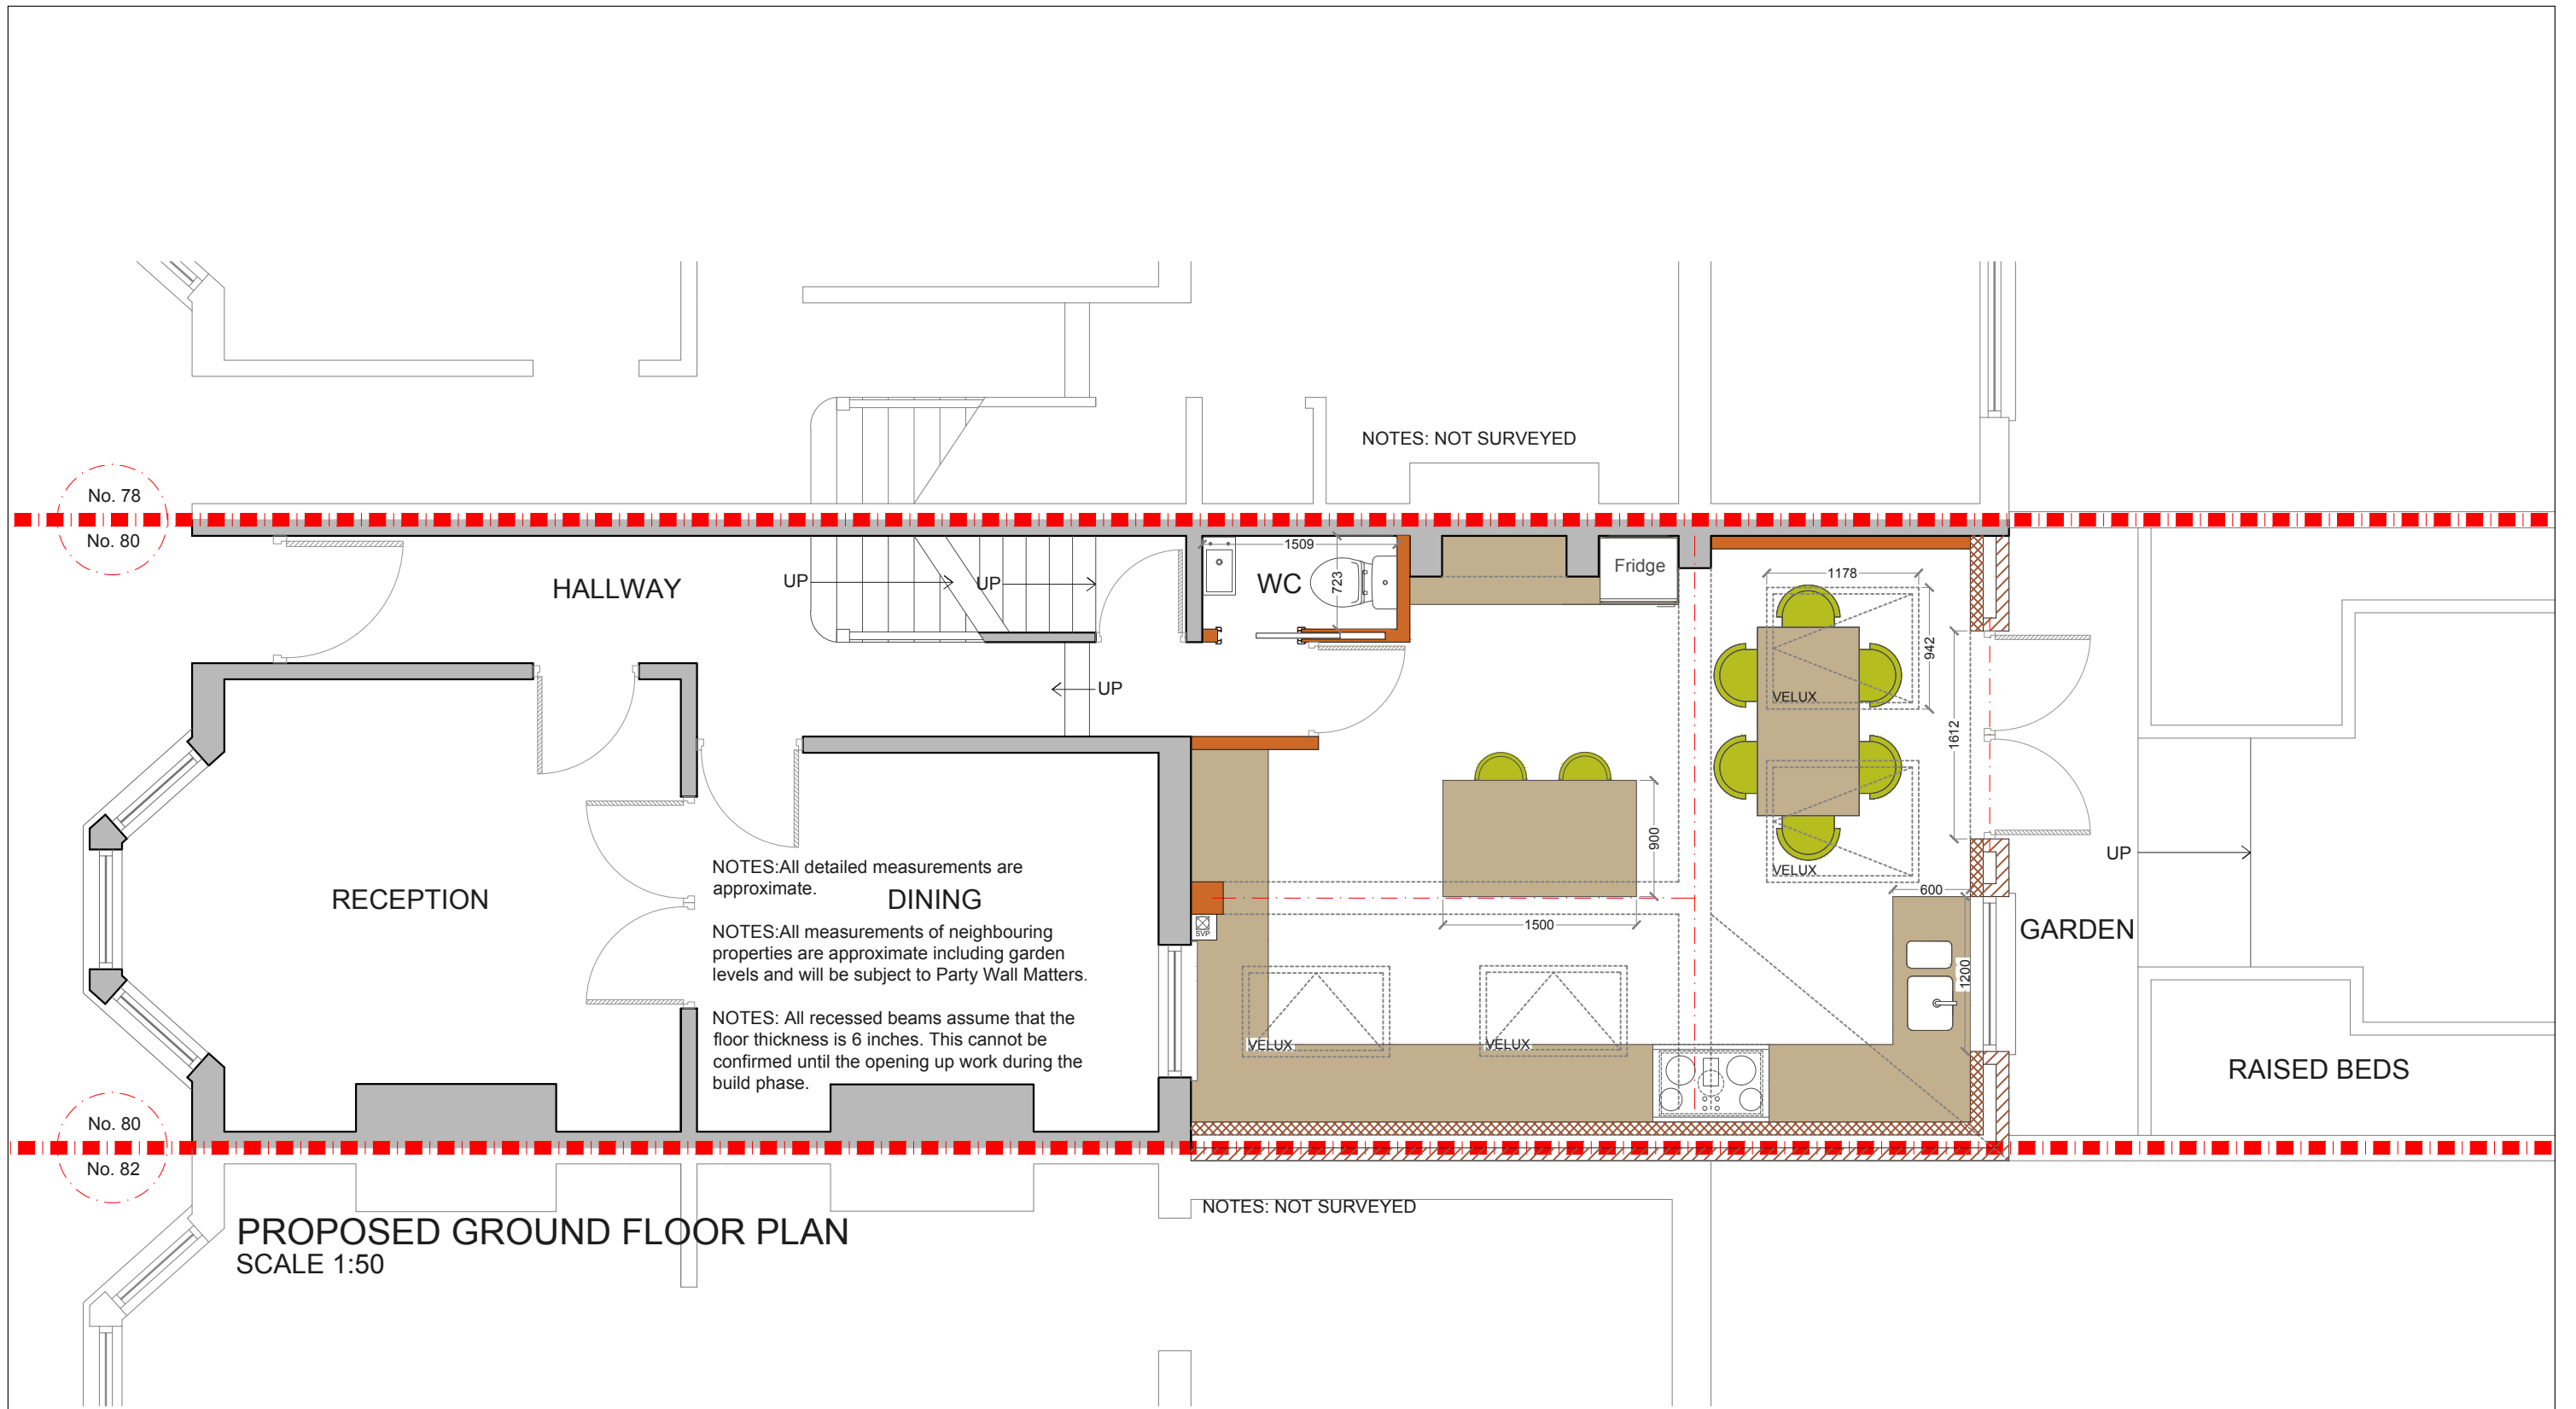 NOTES: NOT SURVEYED
No. 78
No. 80
HALLWAY
UP
UP
UP
1509
WC
723
Fridge
1178
942
VELUX
1612
VELUX
900
1500
600
1200
UP
GARDEN
RECEPTION
DINING
NOTES:All detailed measurements are
approximate.
NOTES:All measurements of neighbouring
properties are approximate including garden
levels and will be subject to Party Wall Matters.
NOTES: All recessed beams assume that the
floor thickness is 6 inches. This cannot be
confirmed until the opening up work during the
build phase.
SVP
VELUX
VELUX
RAISED BEDS
No. 80
No. 82
NOTES: NOT SURVEYED
PROPOSED GROUND FLOOR PLAN
SCALE 1:50